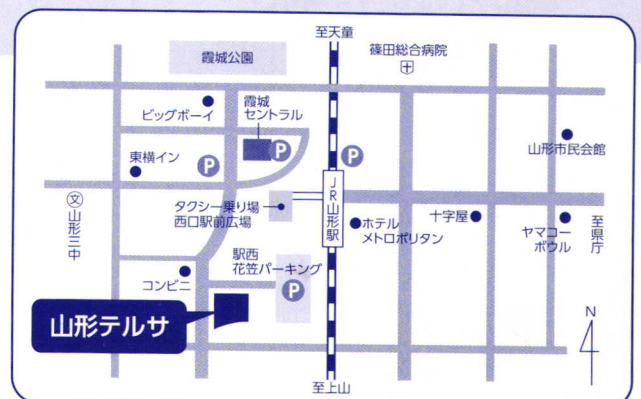 至天童
霞城公園
篠田総合病院
ビッグボーイ
霞城
セントラル
P
P
P
東横イン
山形市民会館
文
山形三中
タクシー乗り場
西口駅前広場
JR山形駅
ホテル
メトロポリタン
十字屋
ヤマコー
ボウル
至県庁
駅西
花笠パーキング
P
コンビニ
山形テルサ
N
至上山